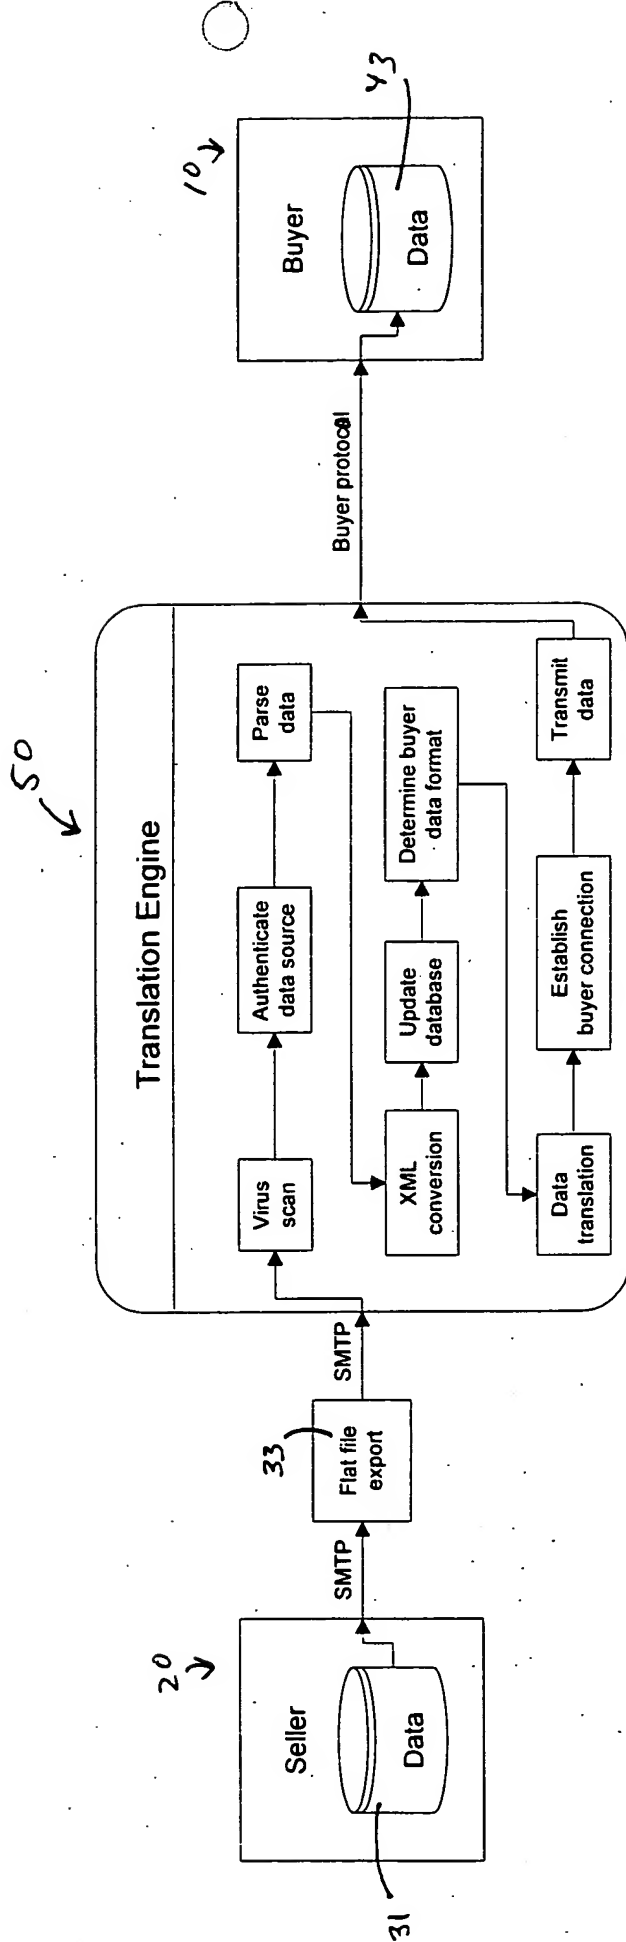 50
Translation Engine
20
Seller
Data
31
SMTP
33
Flat file
export
SMTP
Virus
scan
Authenticate
data source
Parse
data
XML
conversion
Update
database
Determine buyer
data format
Data
translation
Establish
buyer connection
Transmit
data
Buyer protocol
10
Buyer
Data
43